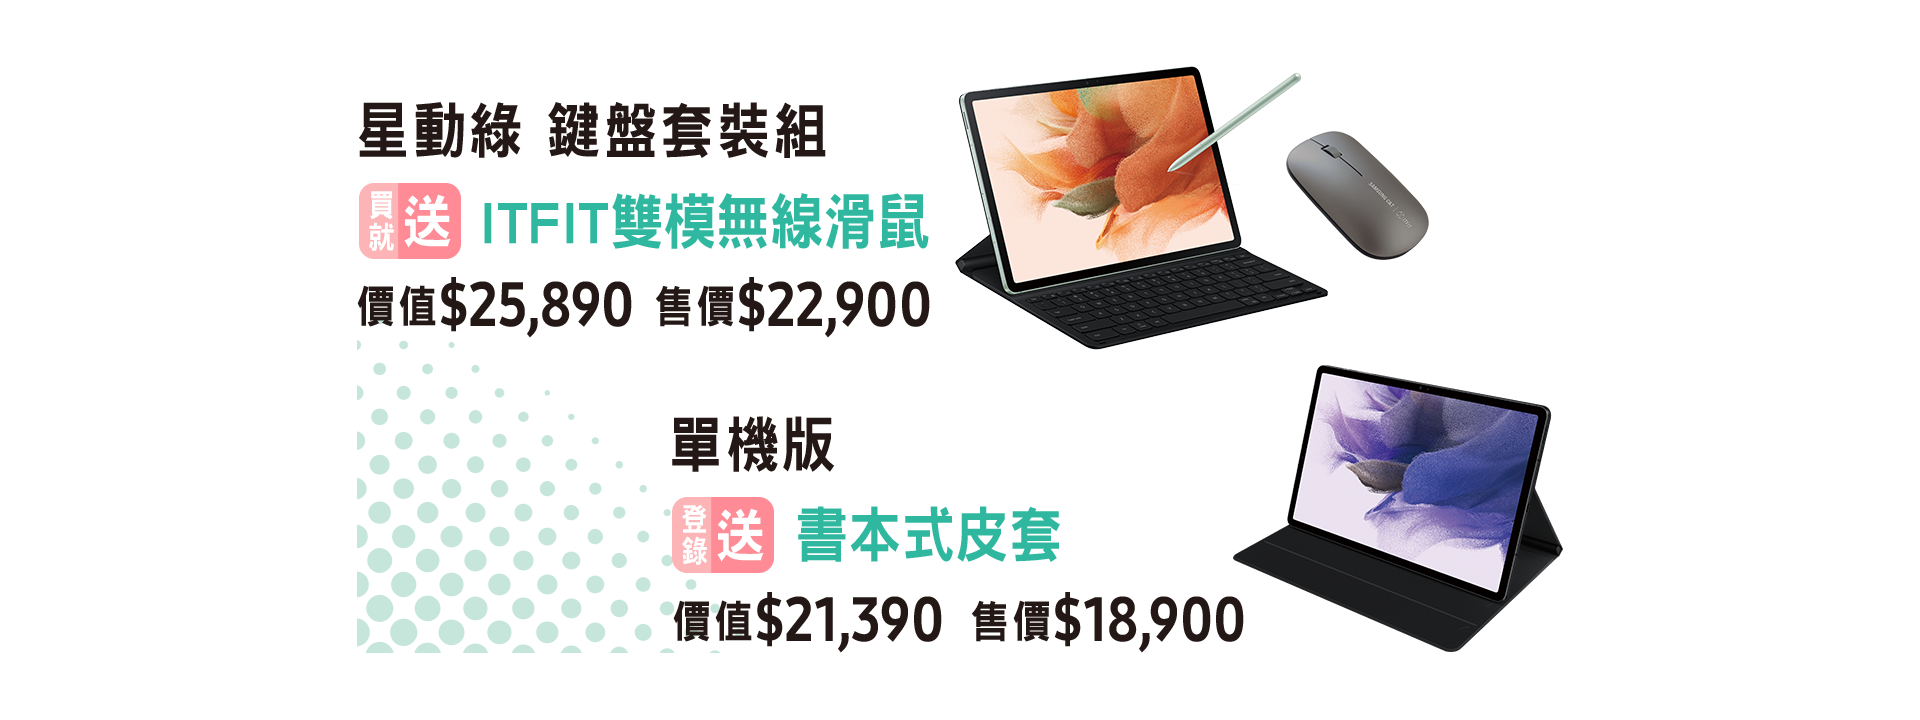 星動綠 鍵盤套裝組
買就送 ITFIT雙模無線滑鼠
價值$25,890 售價$22,900
SAMSUNG C&T ITFIT
單機版
登錄送 書本式皮套
價值$21,390 售價$18,900